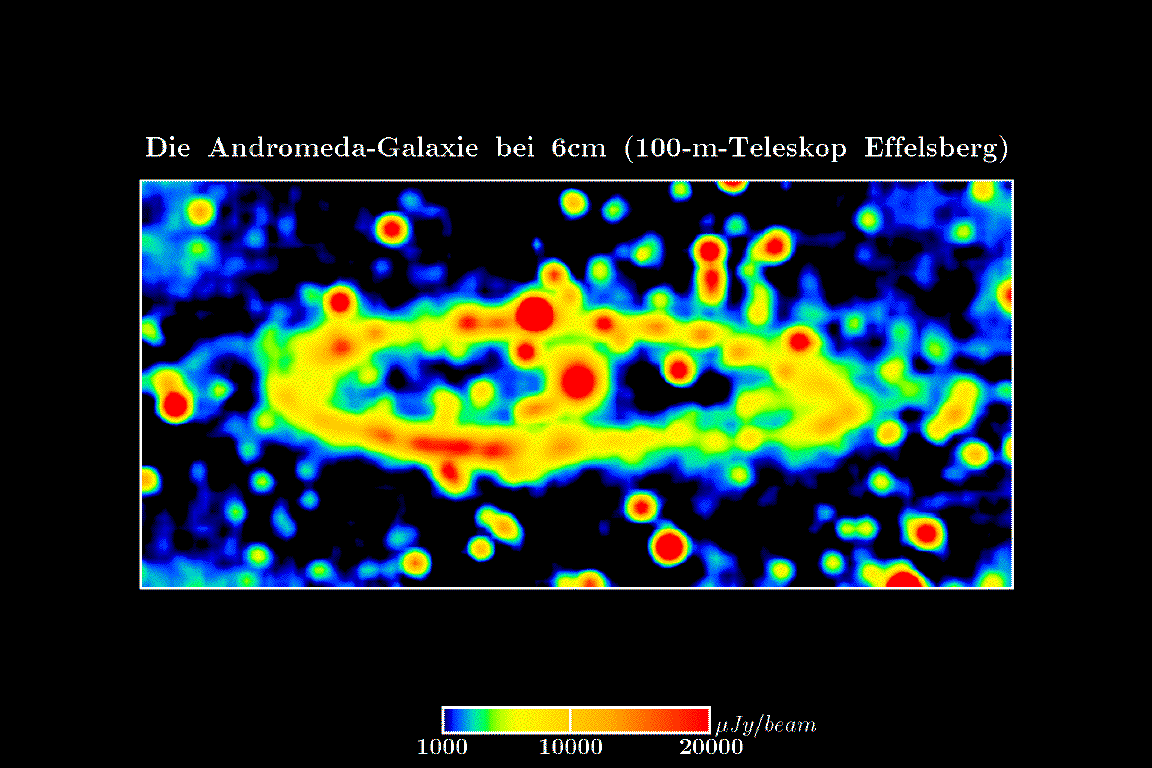 Die Andromeda-Galaxie bei 6cm (100-m-Teleskop Effelsberg)
μJy/beam
1000 10000 20000